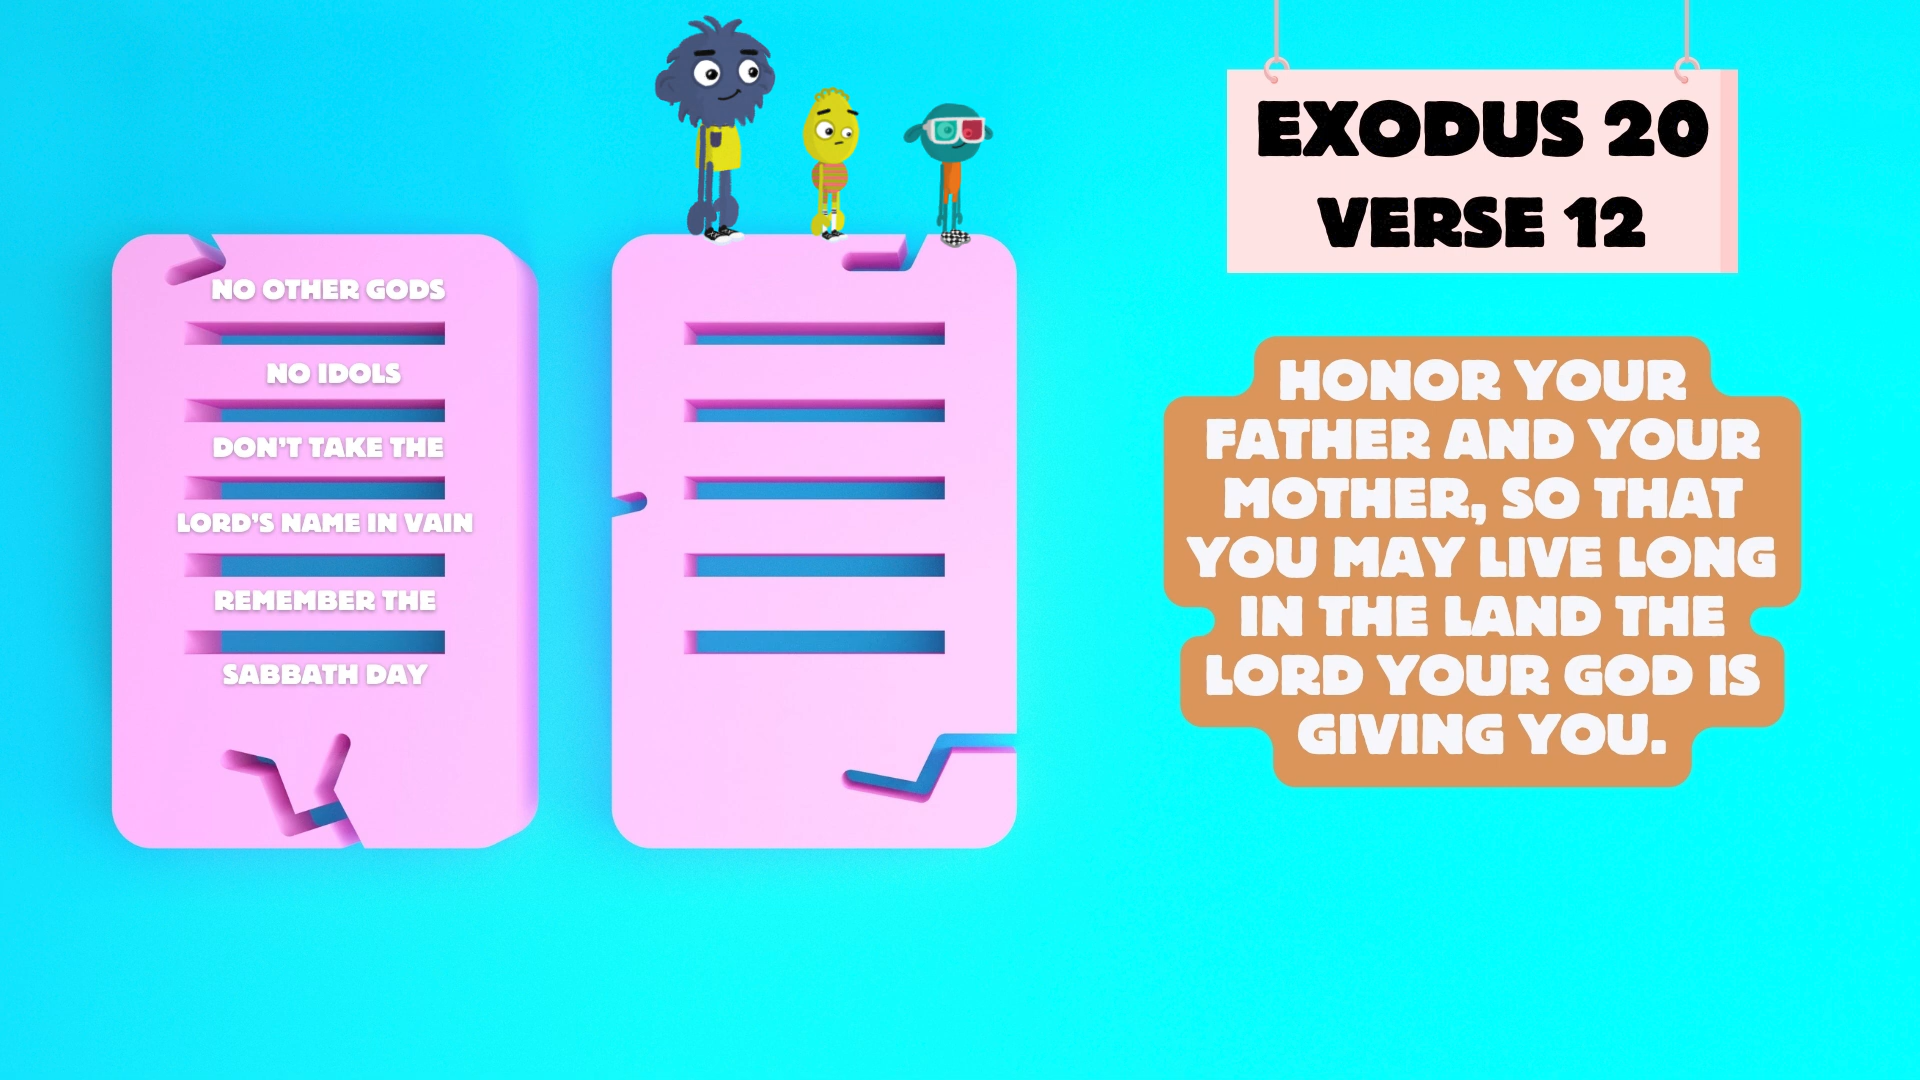 NO OTHER GODS
NO IDOLS
DON'T TAKE THE
LORD'S NAME IN VAIN
REMEMBER THE
SABBATH DAY
EXODUS 20
VERSE 12
HONOR YOUR
FATHER AND YOUR
MOTHER, SO THAT
YOU MAY LIVE LONG
IN THE LAND THE
LORD YOUR GOD IS
GIVING YOU.